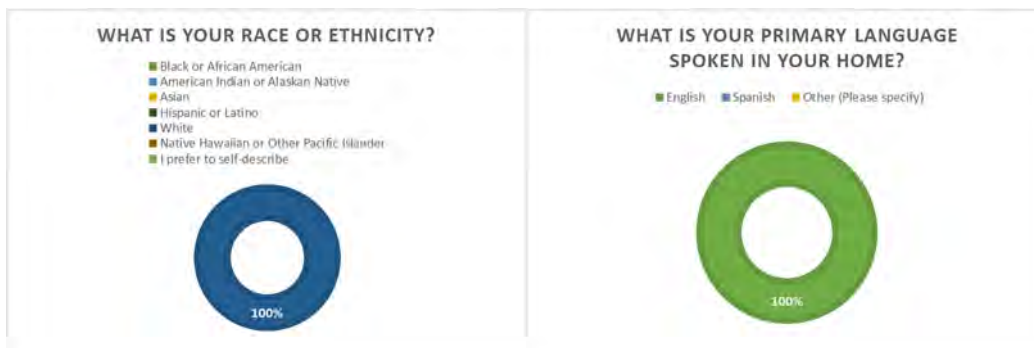 WHAT IS YOUR RACE OR ETHNICITY?
Black or African American
American Indian or Alaskan Native
Asian
Hispanic or Latino
White
Native Hawaiian or Other Pacific Islander
I prefer to self-describe
100%
WHAT IS YOUR PRIMARY LANGUAGE
SPOKEN IN YOUR HOME?
English Spanish Other (Please specify)
100%